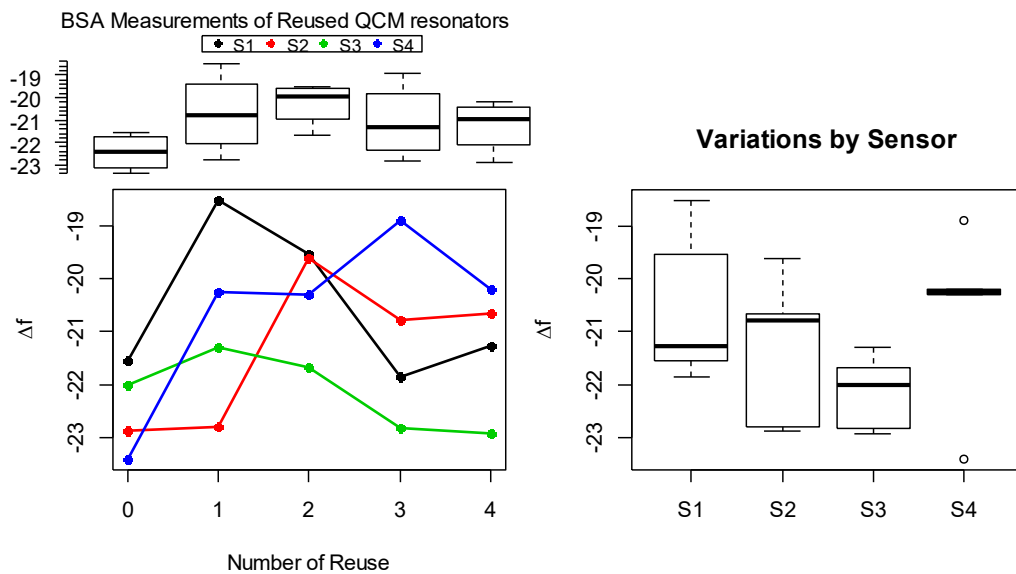 BSA Measurements of Reused QCM resonators
S1 S2 S3 S4
-19
-20
-21
-22
-23
-19
-20
-21
-22
-23
Δf
0 1 2 3 4
Number of Reuse
Variations by Sensor
-19
-20
-21
-22
-23
Δf
S1 S2 S3 S4